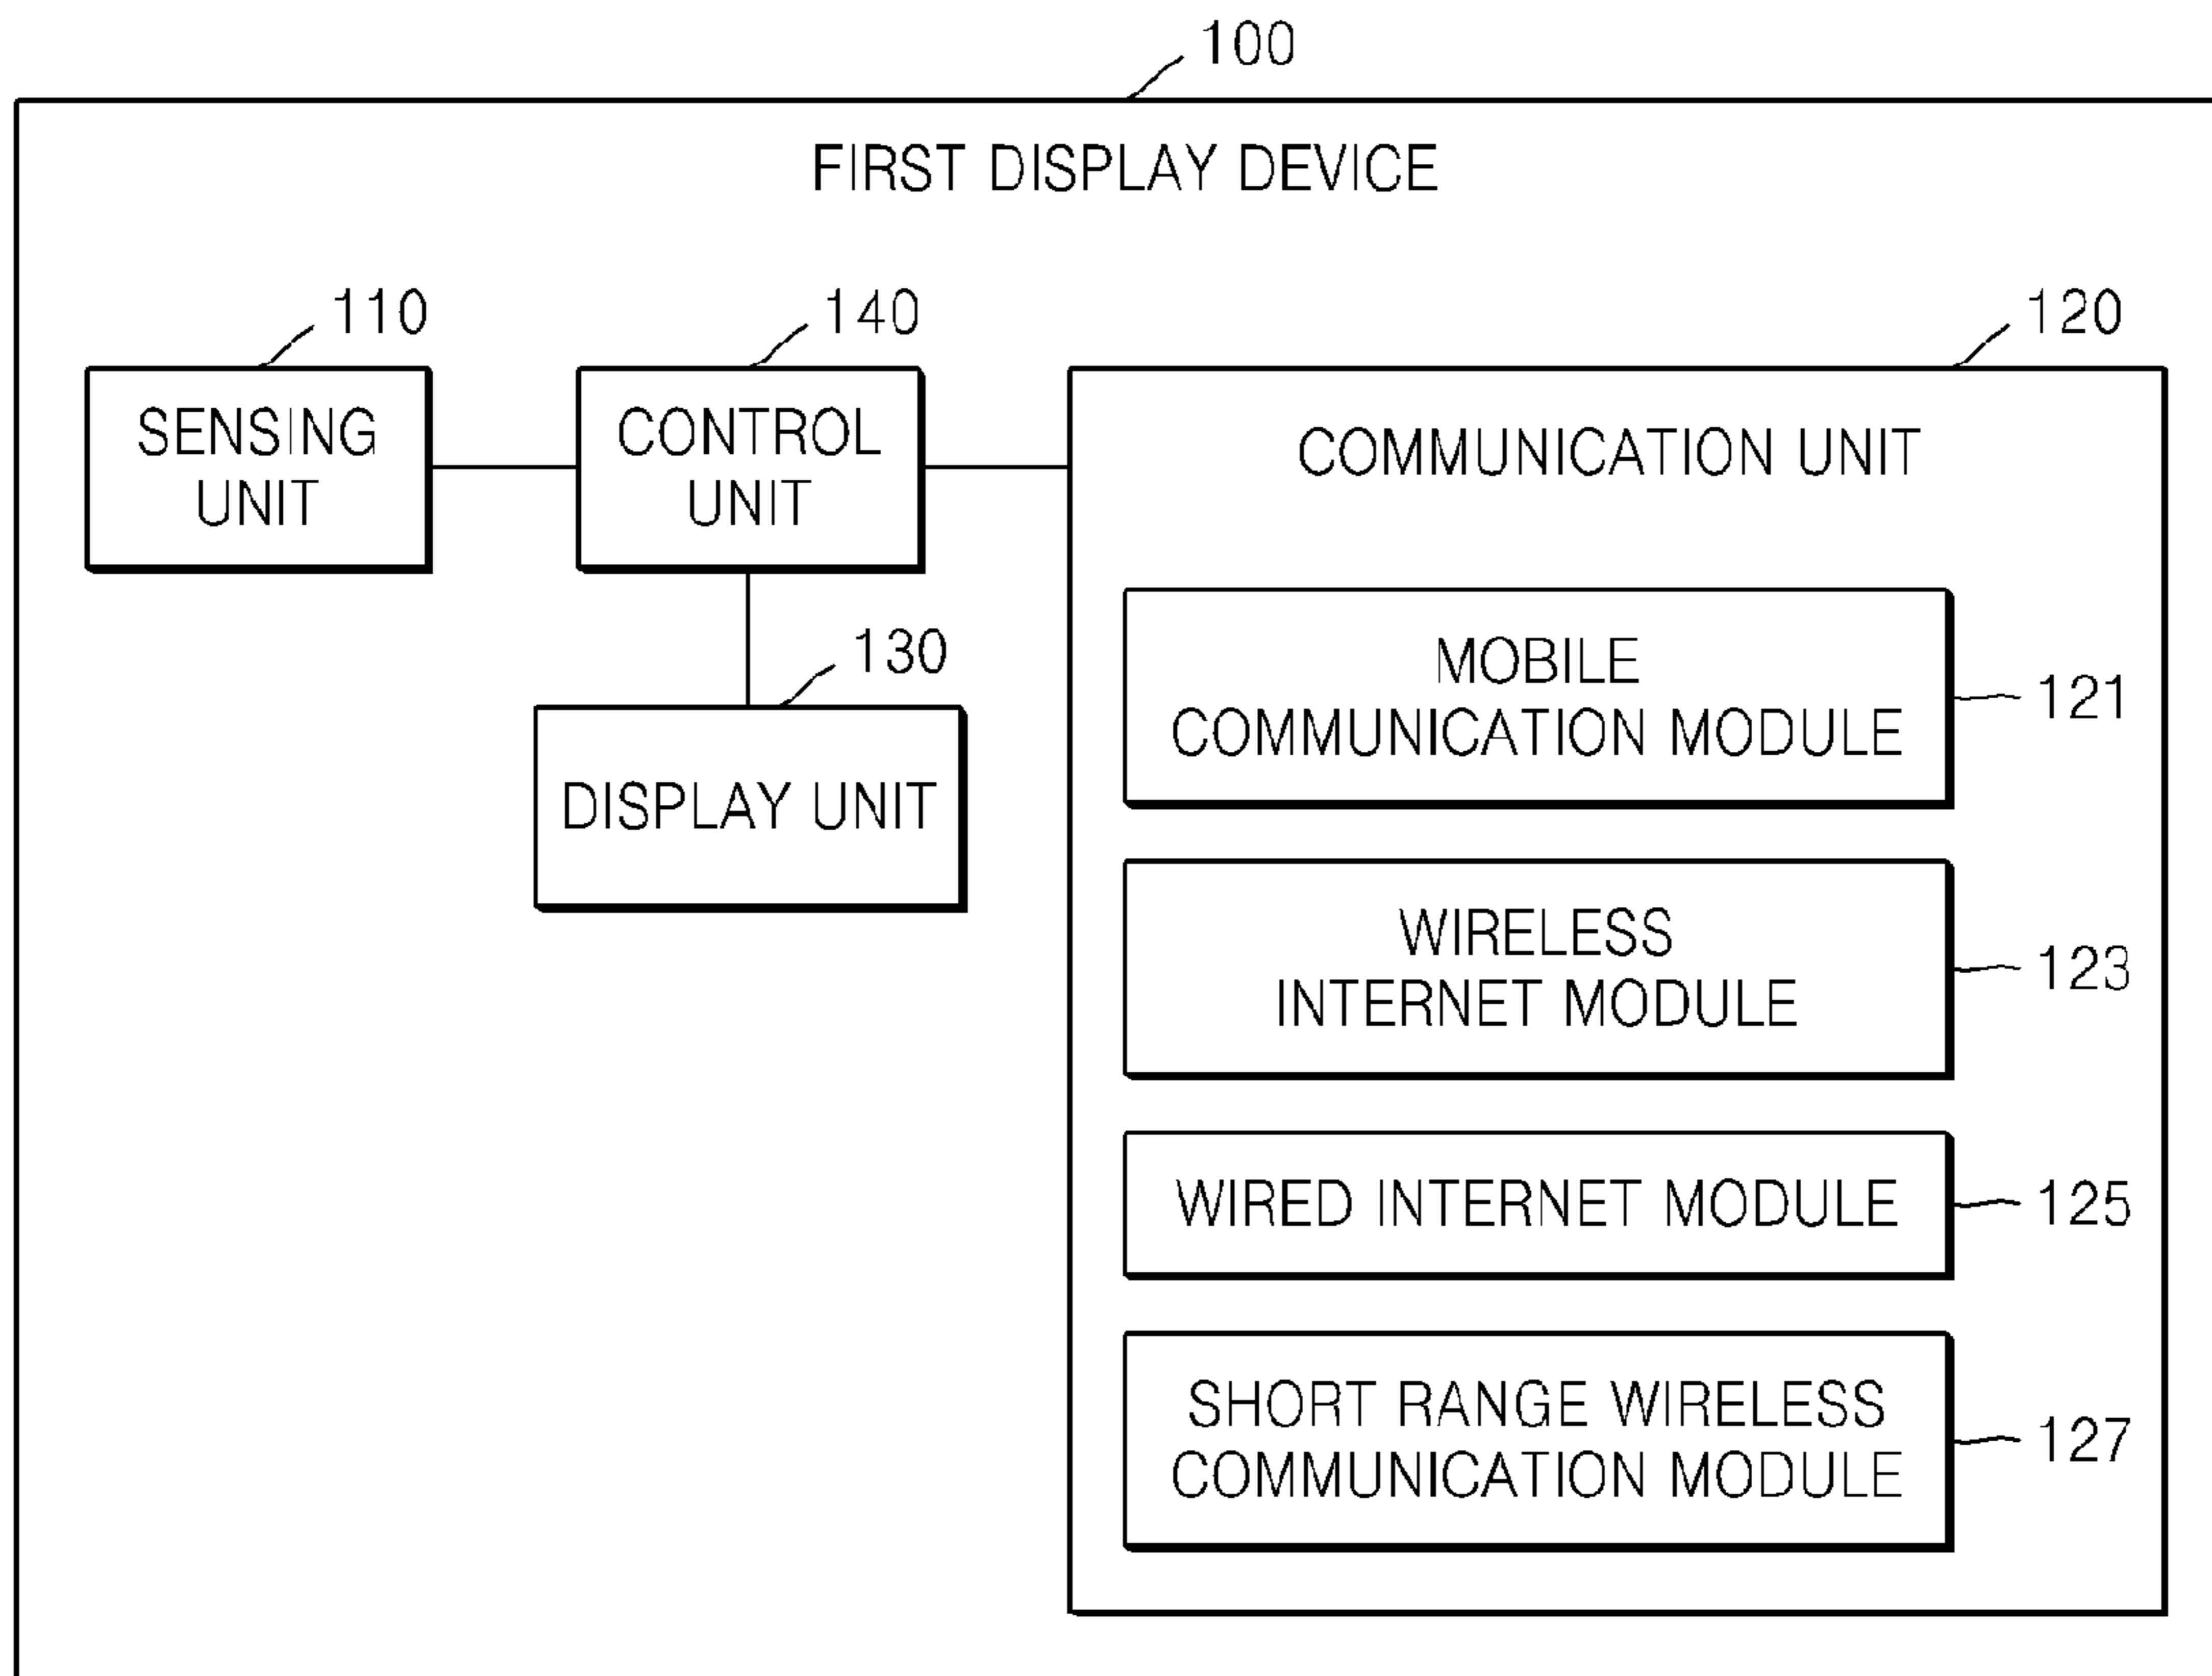 100
FIRST DISPLAY DEVICE
110
140
120
SENSING
UNIT
CONTROL
UNIT
COMMUNICATION UNIT
130
DISPLAY UNIT
MOBILE
COMMUNICATION MODULE
121
WIRELESS
INTERNET MODULE
123
WIRED INTERNET MODULE
125
SHORT RANGE WIRELESS
COMMUNICATION MODULE
127